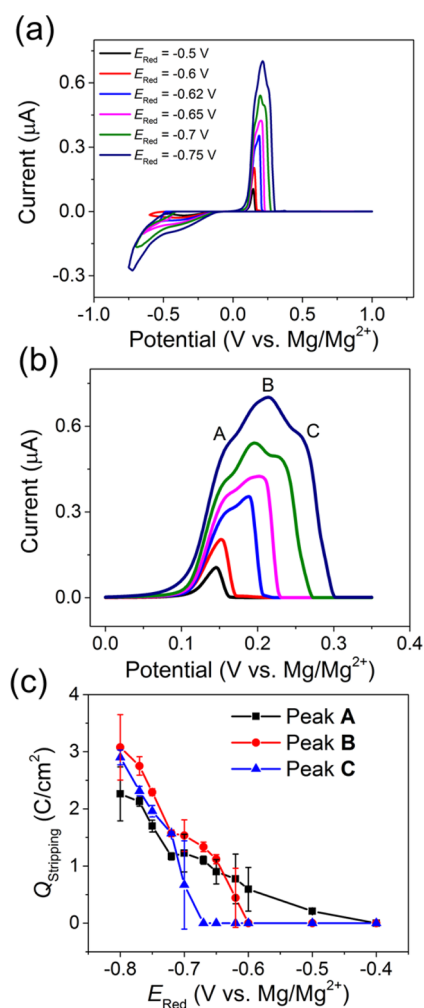 (a)
E_Red = -0.5 V
E_Red = -0.6 V
E_Red = -0.62 V
E_Red = -0.65 V
E_Red = -0.7 V
E_Red = -0.75 V
0.6
0.3
0.0
-0.3
Current (µA)
-1.0 -0.5 0.0 0.5 1.0
Potential (V vs. Mg/Mg²⁺)
(b)
A
B
C
0.6
0.3
0.0
Current (µA)
0.0 0.1 0.2 0.3 0.4
Potential (V vs. Mg/Mg²⁺)
(c)
Peak A
Peak B
Peak C
4
3
2
1
0
Q_Stripping (C/cm²)
-0.8 -0.7 -0.6 -0.5 -0.4
E_Red (V vs. Mg/Mg²⁺)